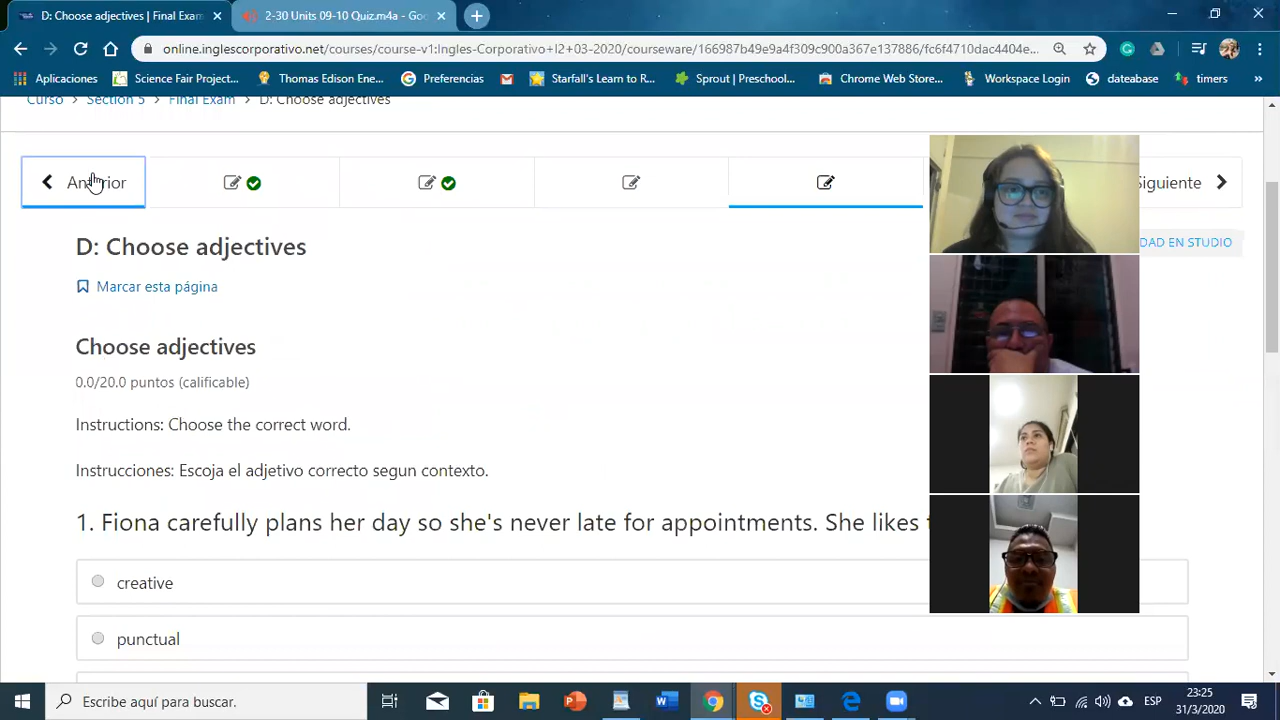 D: Choose adjectives | Final Exam
2-30 Units 09-10 Quiz.m4a - Goo
online.inglescorporativo.net/courses/course-v1:Ingles-Corporativo+I2+03-2020/courseware/166987b49e9a4f309c900a367e137886/fc6f4710dac4404e...
Aplicaciones
Science Fair Project...
Thomas Edison Ene...
Preferencias
Starfall's Learn to R...
Sprout | Preschool...
Chrome Web Store...
Workspace Login
dateabase
timers
Curso > Section 5 > Final Exam > D: Choose adjectives
Anterior
Siguiente
D: Choose adjectives
DAD EN STUDIO
Marcar esta página
Choose adjectives
0.0/20.0 puntos (calificable)
Instructions: Choose the correct word.
Instrucciones: Escoja el adjetivo correcto segun contexto.
1. Fiona carefully plans her day so she's never late for appointments. She likes
creative
punctual
Escribe aquí para buscar.
ESP
23:25
31/3/2020